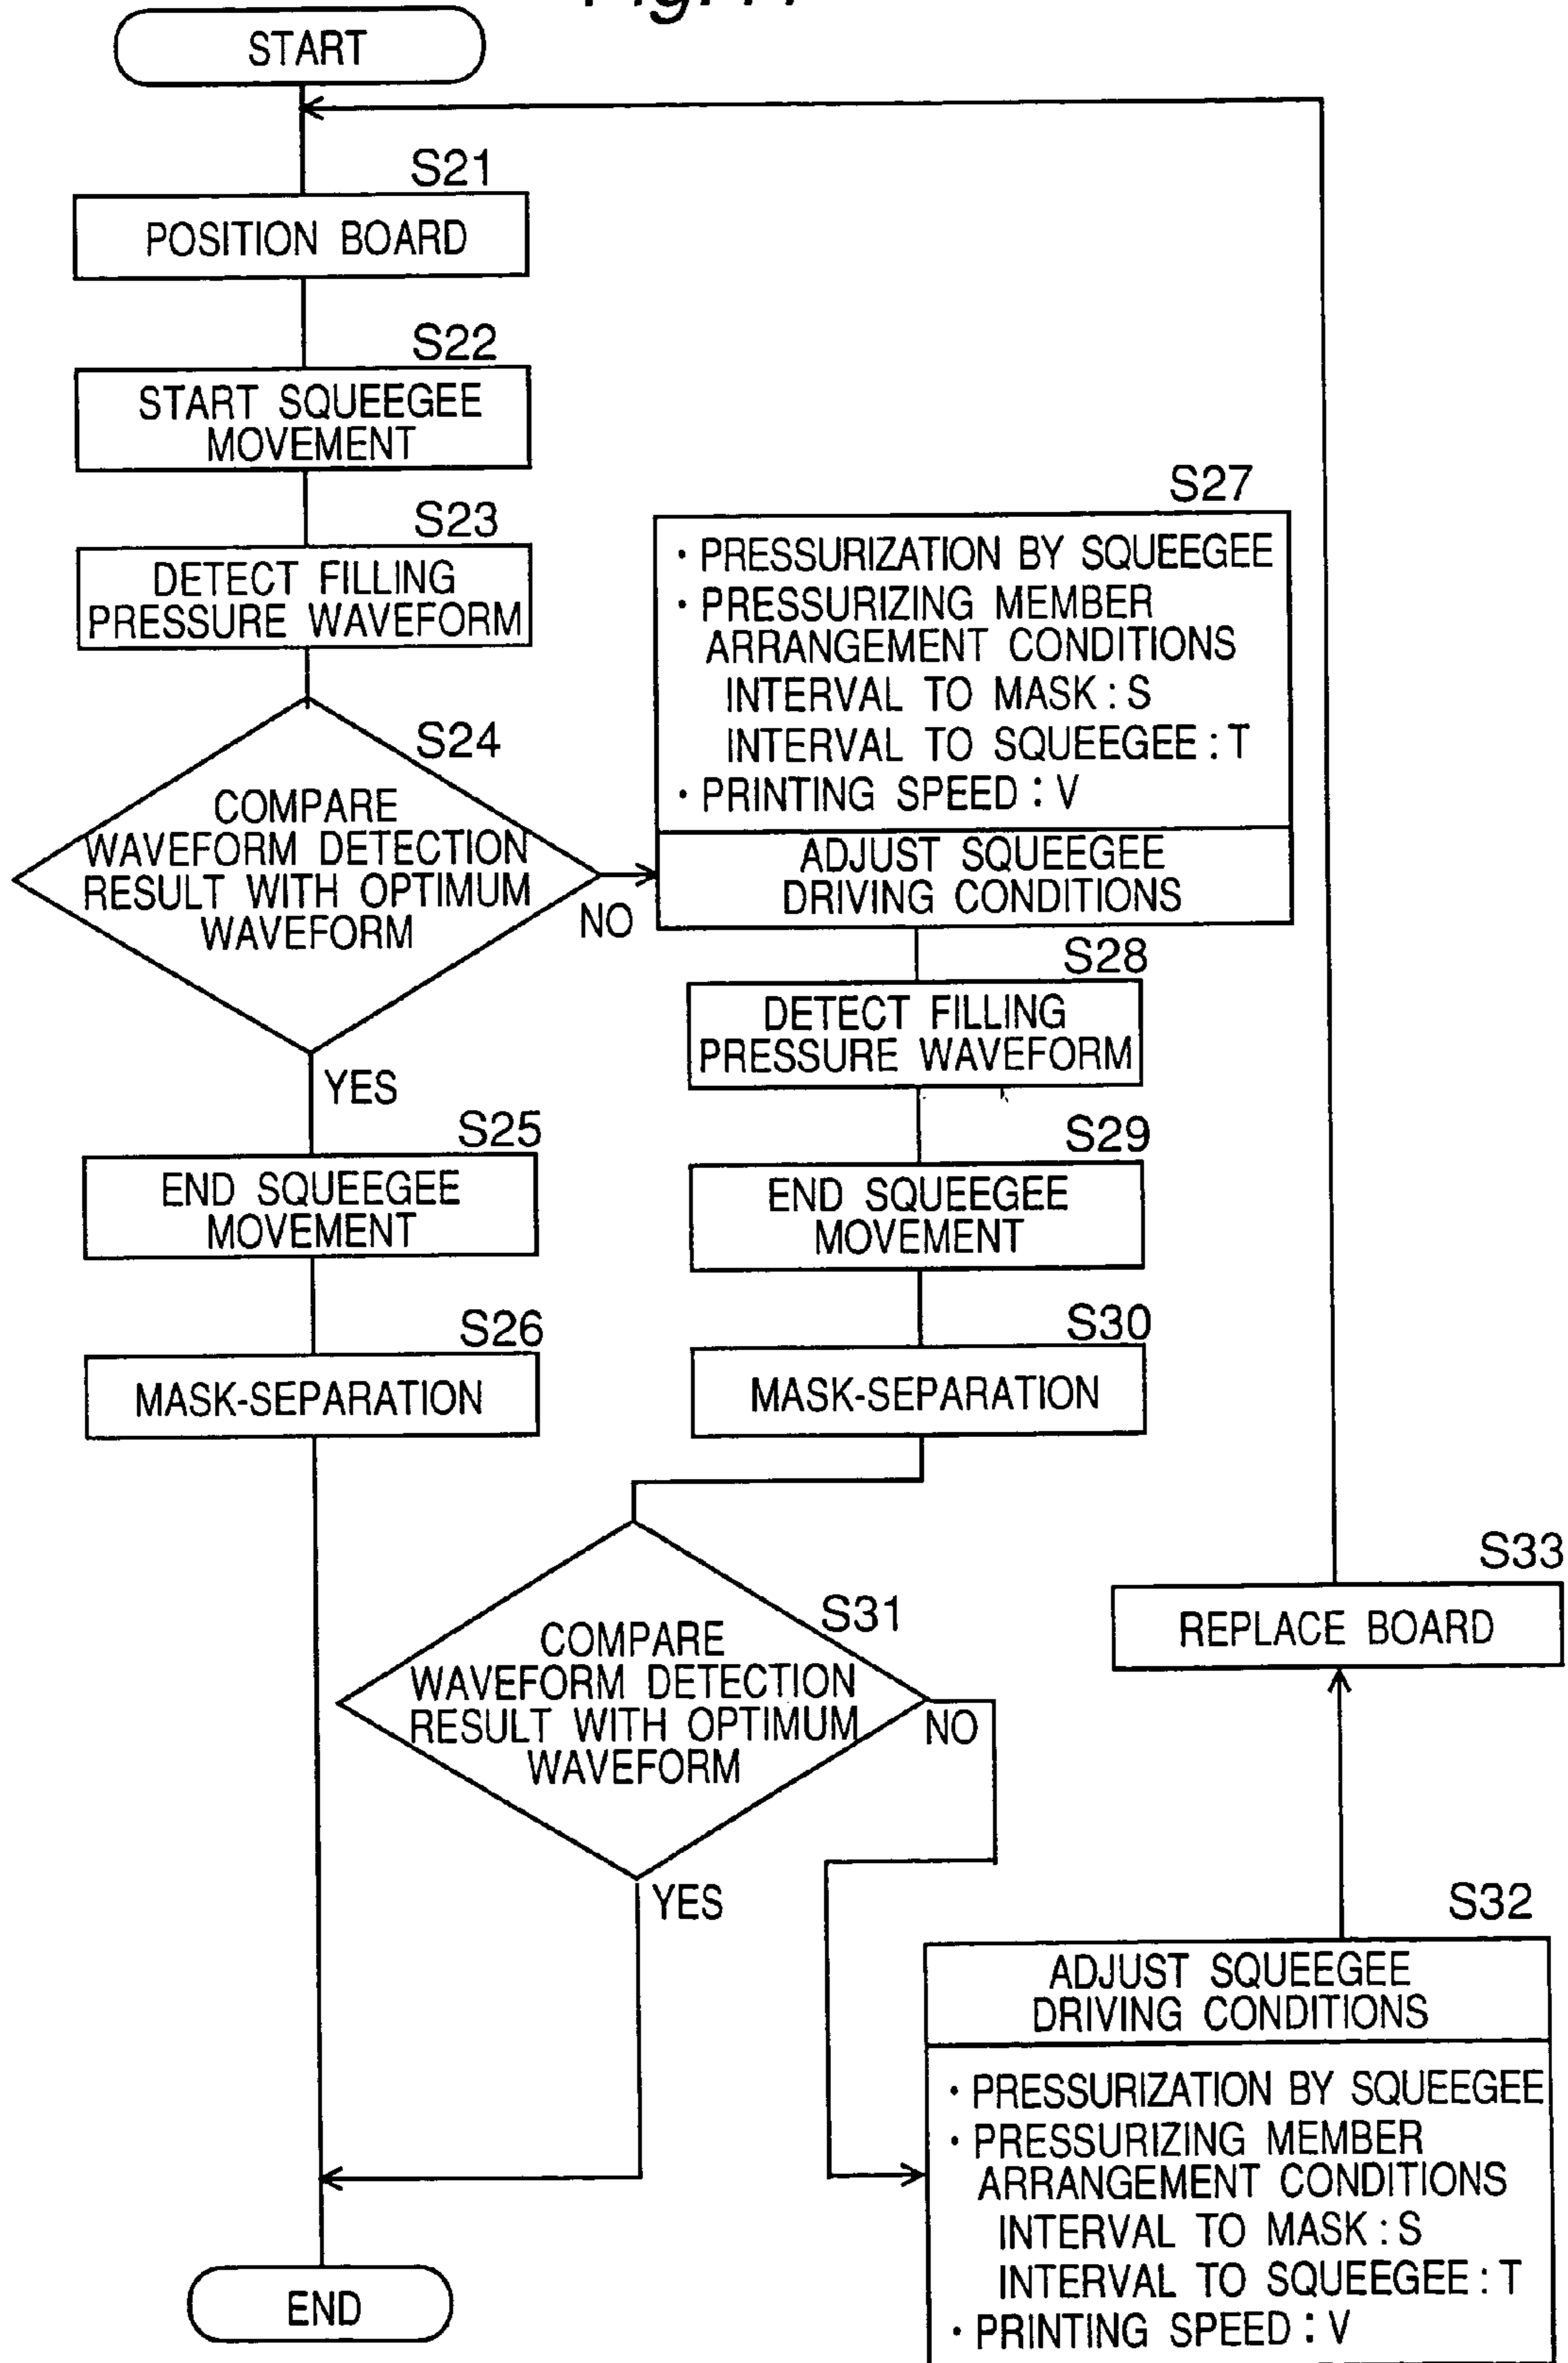 START
S21
POSITION BOARD
S22
START SQUEEGEE
MOVEMENT
S23
DETECT FILLING
PRESSURE WAVEFORM
S24
COMPARE
WAVEFORM DETECTION
RESULT WITH OPTIMUM
WAVEFORM
NO
YES
S25
END SQUEEGEE
MOVEMENT
S26
MASK-SEPARATION
S27
· PRESSURIZATION BY SQUEEGEE
· PRESSURIZING MEMBER
ARRANGEMENT CONDITIONS
INTERVAL TO MASK : S
INTERVAL TO SQUEEGEE : T
· PRINTING SPEED : V
ADJUST SQUEEGEE
DRIVING CONDITIONS
S28
DETECT FILLING
PRESSURE WAVEFORM
S29
END SQUEEGEE
MOVEMENT
S30
MASK-SEPARATION
S31
COMPARE
WAVEFORM DETECTION
RESULT WITH OPTIMUM
WAVEFORM
NO
YES
S33
REPLACE BOARD
S32
ADJUST SQUEEGEE
DRIVING CONDITIONS
· PRESSURIZATION BY SQUEEGEE
· PRESSURIZING MEMBER
ARRANGEMENT CONDITIONS
INTERVAL TO MASK : S
INTERVAL TO SQUEEGEE : T
· PRINTING SPEED : V
END